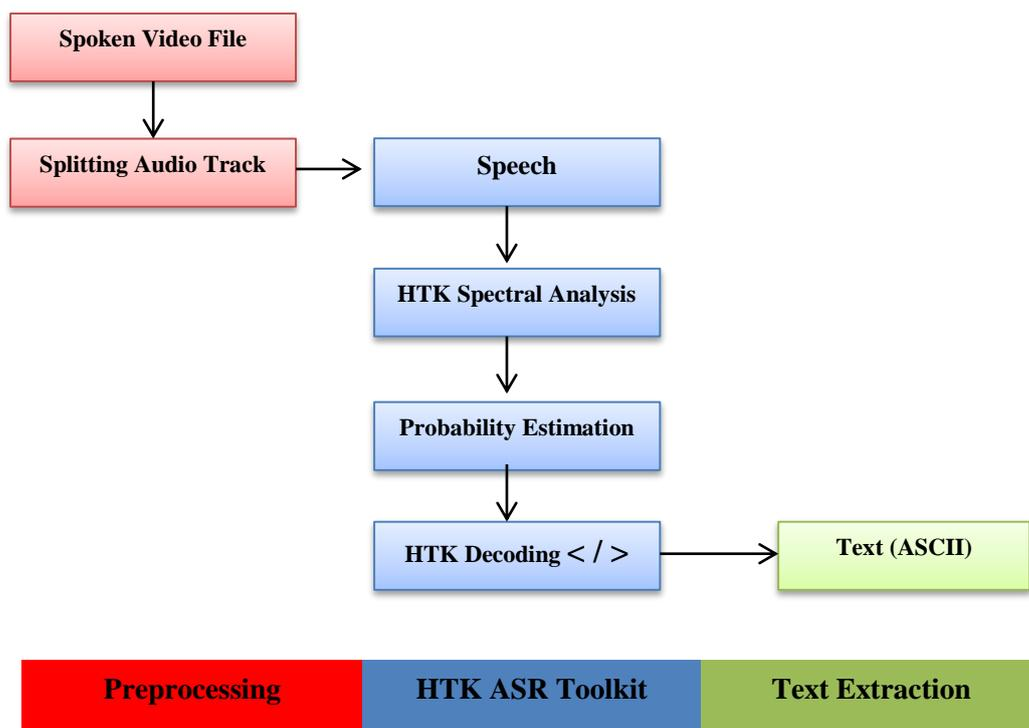 Spoken Video File
Splitting Audio Track
Speech
HTK Spectral Analysis
Probability Estimation
HTK Decoding < / >
Text (ASCII)
Preprocessing
HTK ASR Toolkit
Text Extraction